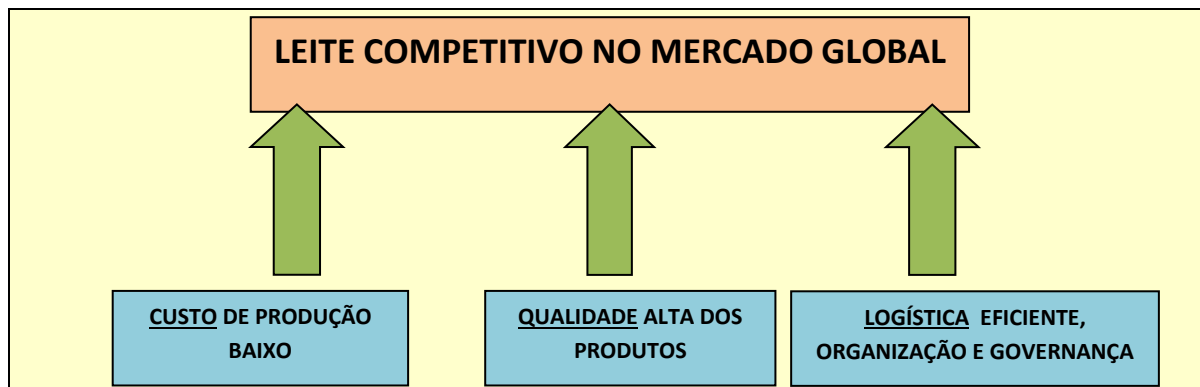 LEITE COMPETITIVO NO MERCADO GLOBAL
CUSTO DE PRODUÇÃO
BAIXO
QUALIDADE ALTA DOS
PRODUTOS
LOGÍSTICA EFICIENTE,
ORGANIZAÇÃO E GOVERNANÇA